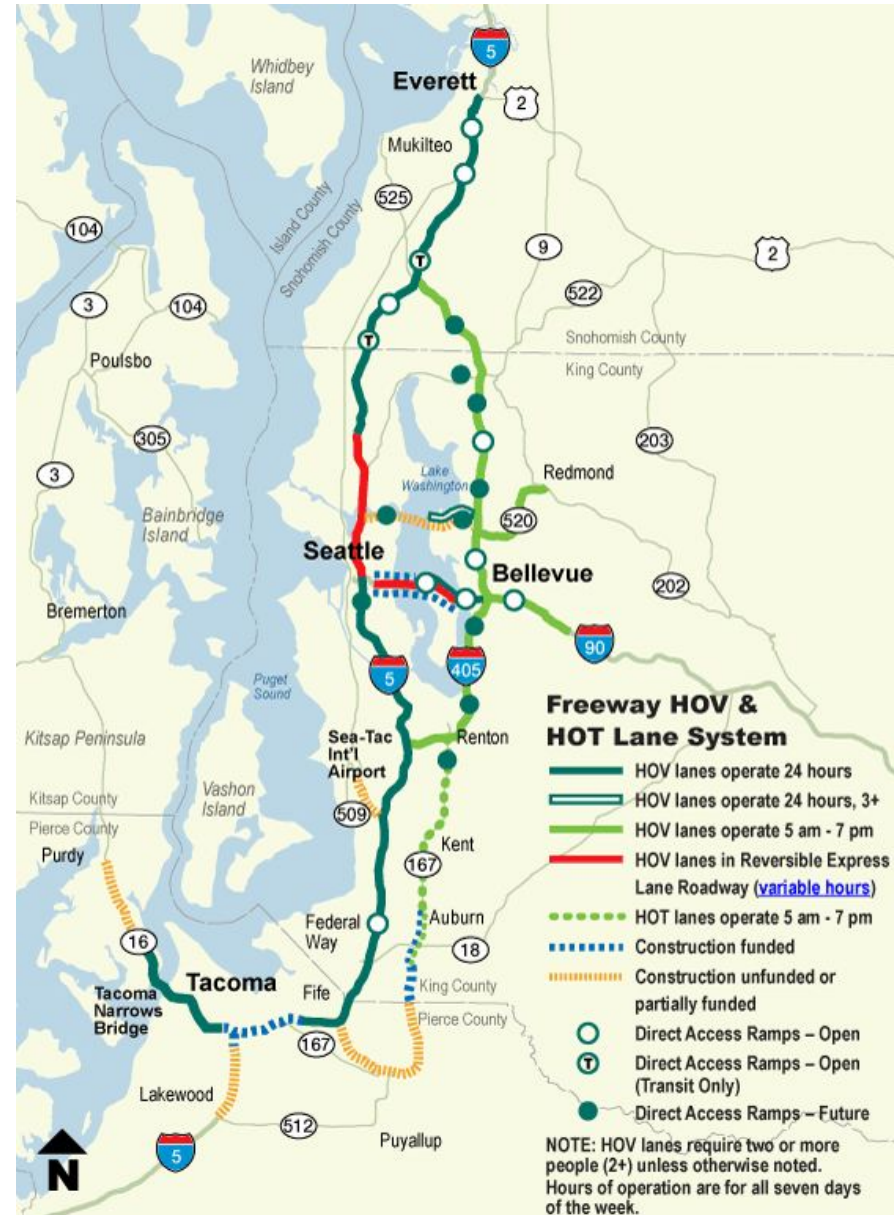 5
Everett
2
Whidbey
Island
Mukilteo
525
Island County
Snohomish County
104
9
2
3
104
522
T
Snohomish County
King County
T
Poulsbo
305
203
3
Lake
Washington
Redmond
Bainbridge
Island
520
Seattle
Bellevue
202
Bremerton
90
405
5
Puget
Sound
Kitsap Peninsula
Sea-Tac
Int'l
Airport
Renton
Vashon
Island
Kitsap County
Pierce County
509
Purdy
Kent
167
Federal
Way
Auburn
18
16
Tacoma
Fife
King County
Pierce County
Tacoma
Narrows
Bridge
167
Lakewood
512
Puyallup
5
N
Freeway HOV &
HOT Lane System
HOV lanes operate 24 hours
HOV lanes operate 24 hours, 3+
HOV lanes operate 5 am - 7 pm
HOV lanes in Reversible Express
Lane Roadway (variable hours)
HOT lanes operate 5 am - 7 pm
Construction funded
Construction unfunded or
partially funded
Direct Access Ramps – Open
T
Direct Access Ramps – Open
(Transit Only)
Direct Access Ramps – Future
NOTE: HOV lanes require two or more
people (2+) unless otherwise noted.
Hours of operation are for all seven days
of the week.